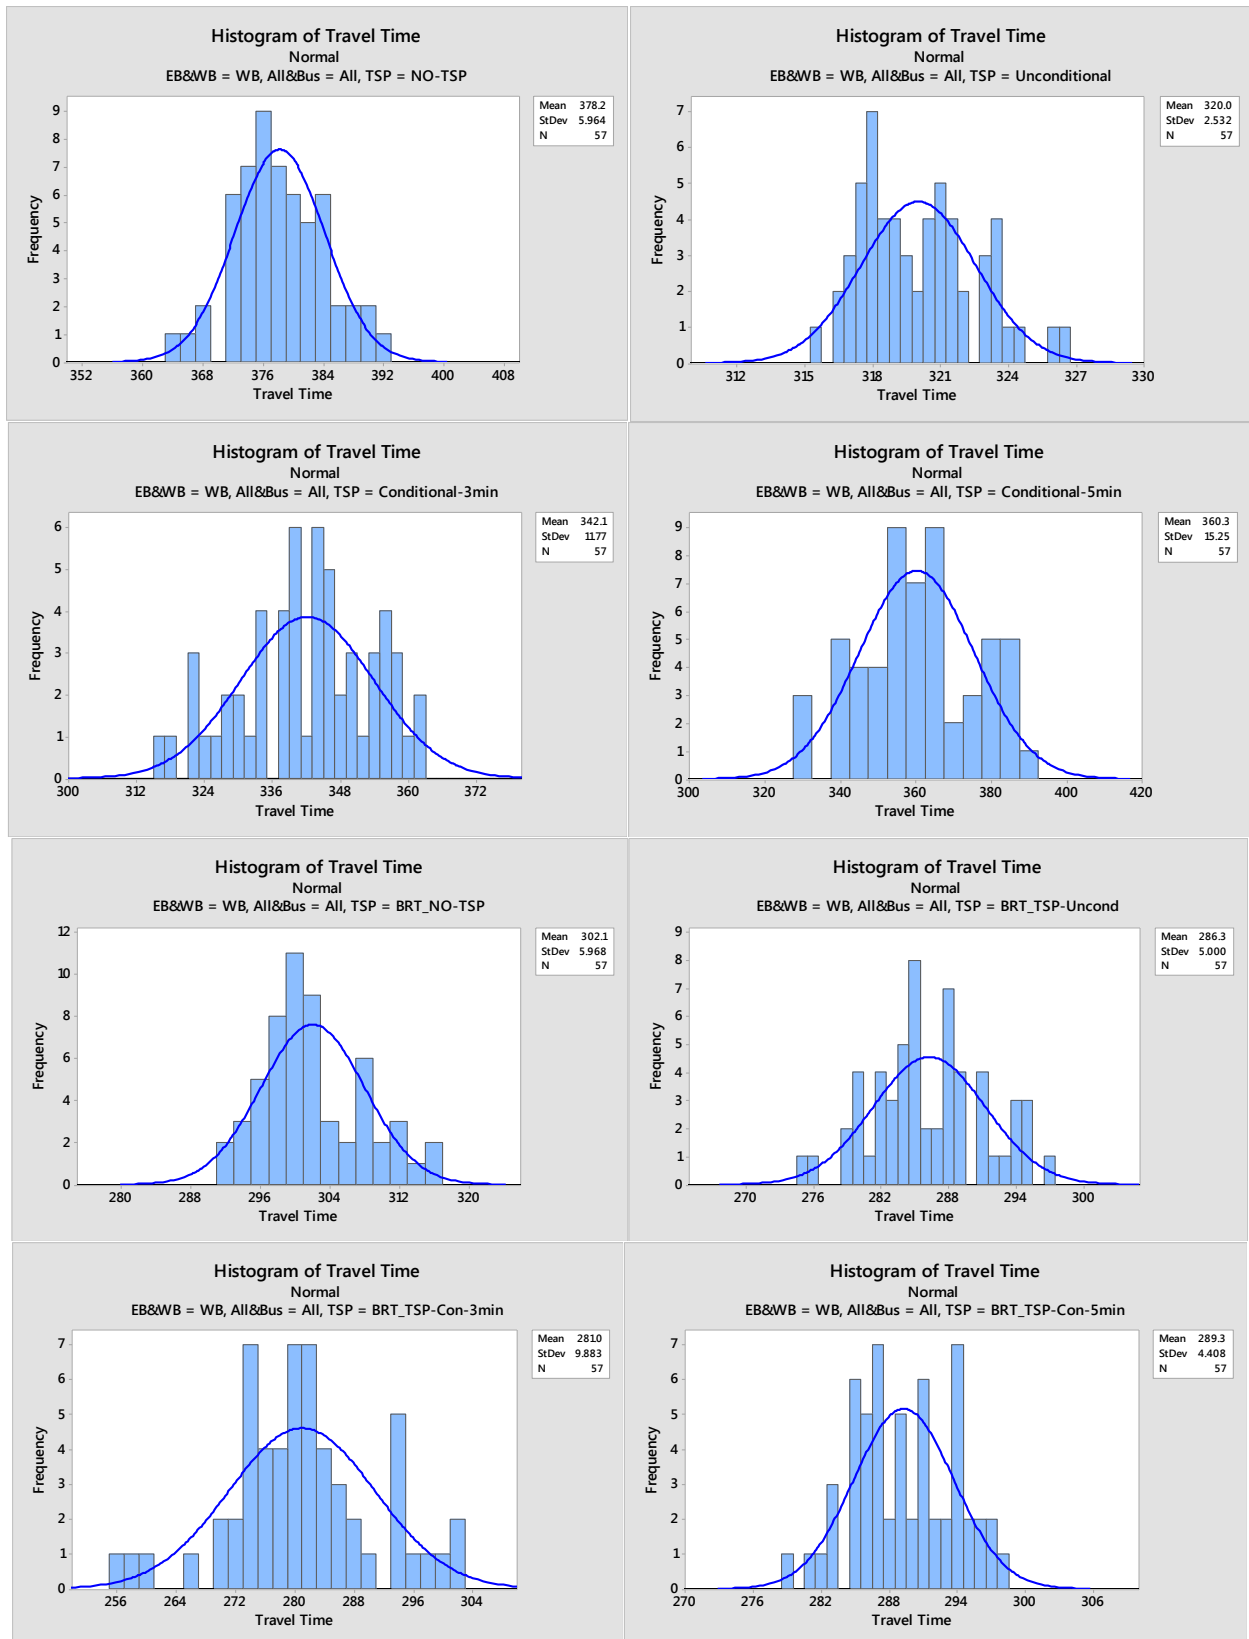 Histogram of Travel Time
Normal
EB&WB = WB, All&Bus = All, TSP = NO-TSP
Mean 378.2
StDev 5.964
N 57
9
8
7
6
5
4
3
2
1
0
Frequency
352 360 368 376 384 392 400 408
Travel Time
Histogram of Travel Time
Normal
EB&WB = WB, All&Bus = All, TSP = Unconditional
Mean 320.0
StDev 2.532
N 57
7
6
5
4
3
2
1
0
Frequency
312 315 318 321 324 327 330
Travel Time
Histogram of Travel Time
Normal
EB&WB = WB, All&Bus = All, TSP = Conditional-3min
Mean 342.1
StDev 11.77
N 57
6
5
4
3
2
1
0
Frequency
300 312 324 336 348 360 372
Travel Time
Histogram of Travel Time
Normal
EB&WB = WB, All&Bus = All, TSP = Conditional-5min
Mean 360.3
StDev 15.25
N 57
9
8
7
6
5
4
3
2
1
0
Frequency
300 320 340 360 380 400 420
Travel Time
Histogram of Travel Time
Normal
EB&WB = WB, All&Bus = All, TSP = BRT_NO-TSP
Mean 302.1
StDev 5.968
N 57
12
10
8
6
4
2
0
Frequency
280 288 296 304 312 320
Travel Time
Histogram of Travel Time
Normal
EB&WB = WB, All&Bus = All, TSP = BRT_TSP-Uncond
Mean 286.3
StDev 5.000
N 57
9
8
7
6
5
4
3
2
1
0
Frequency
270 276 282 288 294 300
Travel Time
Histogram of Travel Time
Normal
EB&WB = WB, All&Bus = All, TSP = BRT_TSP-Con-3min
Mean 281.0
StDev 9.883
N 57
7
6
5
4
3
2
1
0
Frequency
256 264 272 280 288 296 304
Travel Time
Histogram of Travel Time
Normal
EB&WB = WB, All&Bus = All, TSP = BRT_TSP-Con-5min
Mean 289.3
StDev 4.408
N 57
7
6
5
4
3
2
1
0
Frequency
270 276 282 288 294 300 306
Travel Time